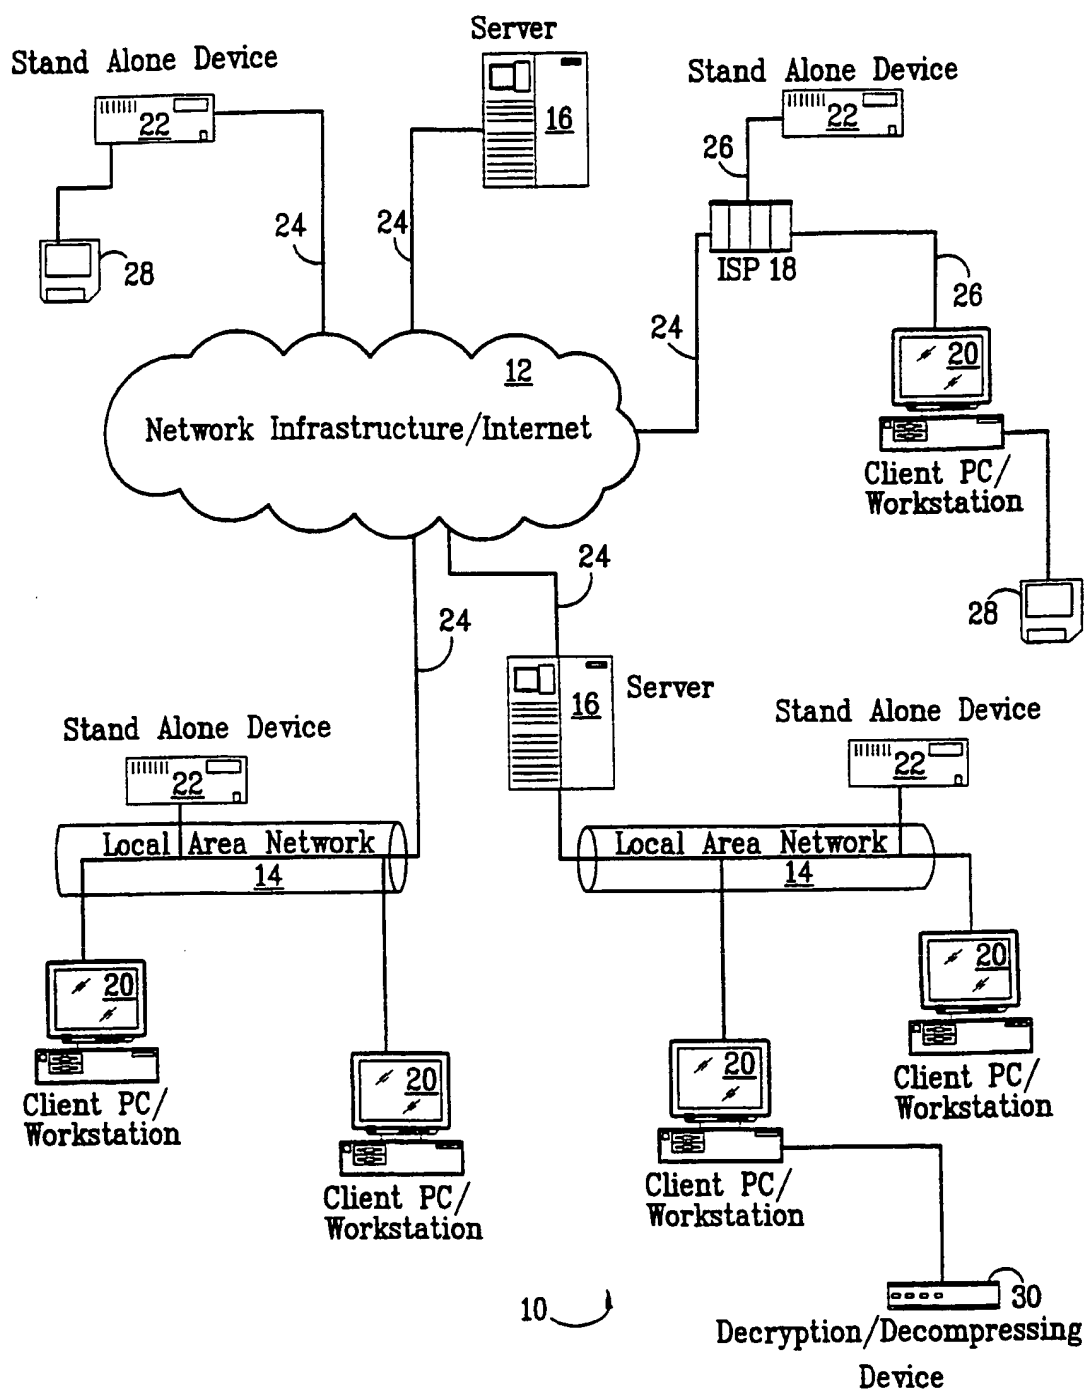 Server
Stand Alone Device
Stand Alone Device
22
16
22
26
24
24
28
ISP 18
26
24
12
20
Network Infrastructure/Internet
Client PC/
Workstation
24
28
24
Server
16
Stand Alone Device
Stand Alone Device
22
22
Local Area Network
14
Local Area Network
14
20
20
Client PC/
Workstation
20
20
Client PC/
Workstation
Client PC/
Workstation
Client PC/
Workstation
10
30
Decryption/Decompressing
Device